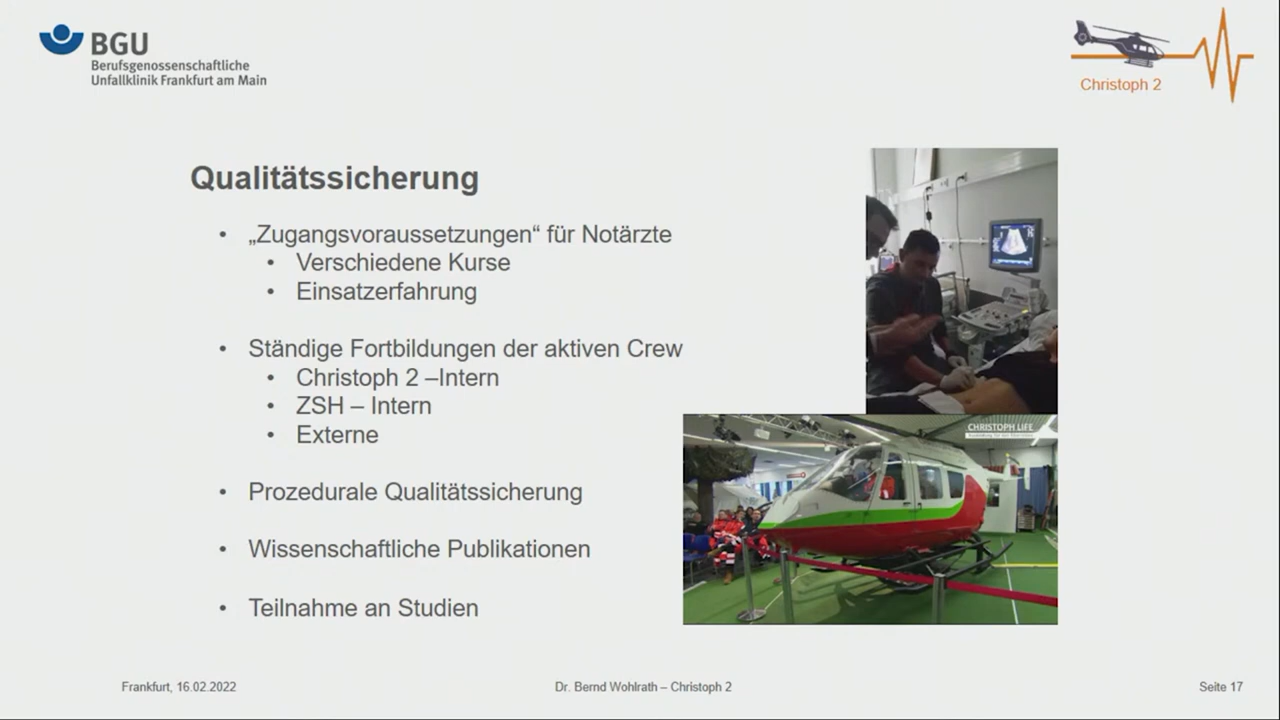 BGU
Berufsgenossenschaftliche
Unfallklinik Frankfurt am Main
Christoph 2
Qualitätssicherung
• „Zugangsvoraussetzungen“ für Notärzte
• Verschiedene Kurse
• Einsatzerfahrung
• Ständige Fortbildungen der aktiven Crew
• Christoph 2 –Intern
• ZSH – Intern
• Externe
• Prozedurale Qualitätssicherung
• Wissenschaftliche Publikationen
• Teilnahme an Studien
CHRISTOPH LIFE
Frankfurt, 16.02.2022
Dr. Bernd Wohlrath – Christoph 2
Seite 17